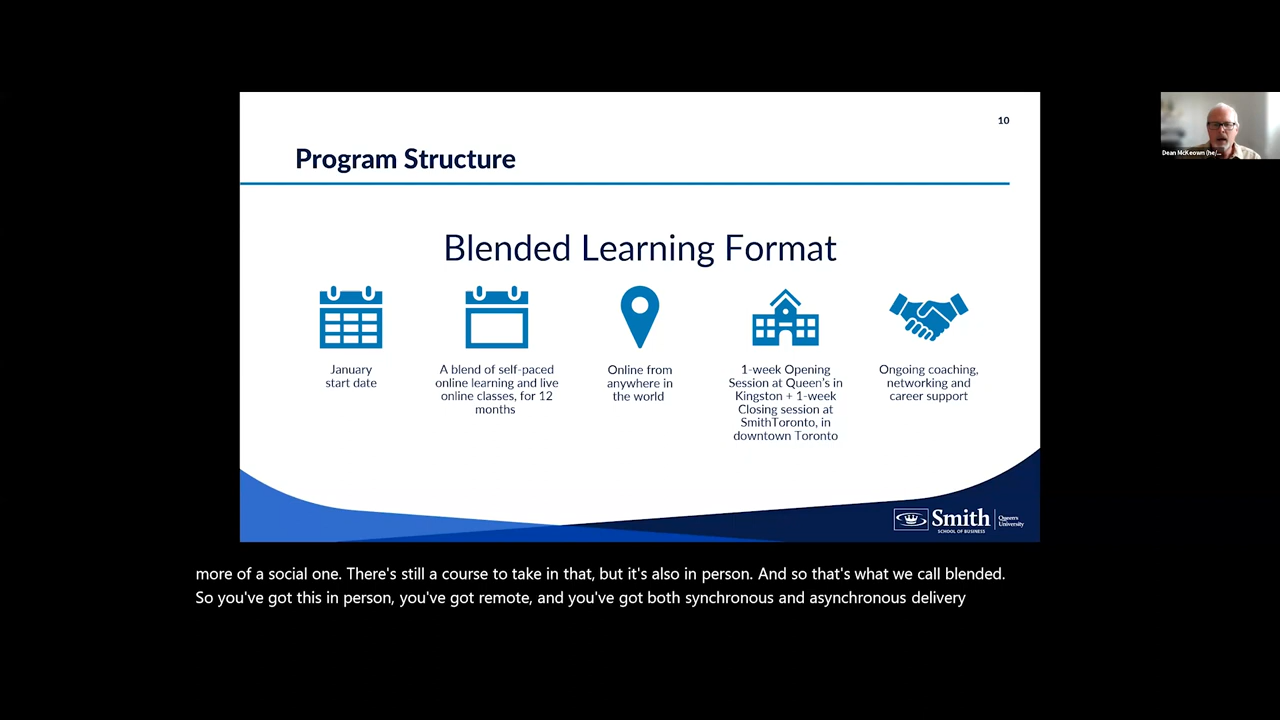 10
Program Structure
Blended Learning Format
January
start date
A blend of self-paced
online learning and live
online classes, for 12
months
Online from
anywhere in
the world
1-week Opening
Session at Queen's in
Kingston + 1-week
Closing session at
SmithToronto, in
downtown Toronto
Ongoing coaching,
networking and
career support
Dean McKeown (he/...
Smith
SCHOOL OF BUSINESS
Queen's
University
more of a social one. There's still a course to take in that, but it's also in person. And so that's what we call blended.
So you've got this in person, you've got remote, and you've got both synchronous and asynchronous delivery